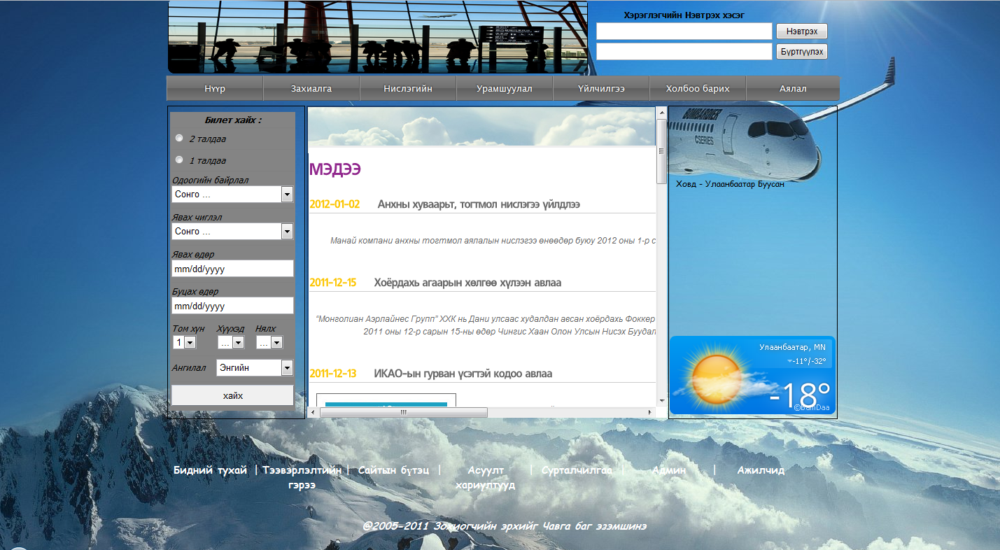 Хэрэглэгчийн Нэвтрэх хэсэг
Нэвтрэх
Бүртгүүлэх
Нүүр
Захиалга
Нислэгийн
Урамшуулал
Үйлчилгээ
Холбоо барих
Аялал
Билет хайх :
2 талдаа
1 талдаа
Одоогийн байрлал
Сонго ...
Явах чиглэл
Сонго ...
Явах өдөр
mm/dd/yyyy
Буцах өдөр
mm/dd/yyyy
Том хүн Хүүхэд Нялх
1 ... ...
Ангилал Энгийн
хайх
МЭДЭЭ
2012-01-02 Анхны хуваарьт, тогтмол нислэгээ үйлдлээ
Манай компани анхны тогтмол аялалын нислэгээ өнөөдөр буюу 2012 оны 1-р с
2011-12-15 Хоёрдахь агаарын хөлгөө хүлээн авлаа
“Монголиан Аэрлайнес Групп” ХХК нь Дани улсаас худалдан авсан хоёрдахь Фоккер
2011 оны 12-р сарын 15-ны өдөр Чингис Хаан Олон Улсын Нисэх Буудал
2011-12-13 ИКАО-ын гурван үсэгтэй кодоо авлаа
BOMBARDIER
CSERIES
Ховд - Улаанбаатар Буусан
Улаанбаатар, MN
-11°/-32°
-18°
©BamDaa
Бидний тухай | Тээвэрлэлтийн гэрээ | Сайтын бүтэц | Асуулт хариултууд | Сурталчилгаа | Админ | Ажилчид
@2005-2011 Зохиогчийн эрхийг Чавга баг эзэмшинэ